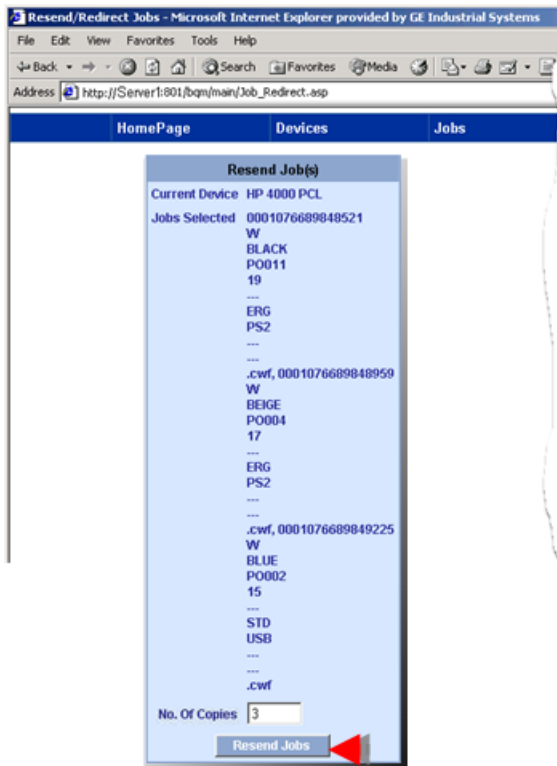 Resend/Redirect Jobs - Microsoft Internet Explorer provided by GE Industrial Systems
File Edit View Favorites Tools Help
Back Search Favorites Media
Address http://Server1:801/bqm/main/Job_Redirect.asp
HomePage Devices Jobs
Resend Job(s)
Current Device HP 4000 PCL
Jobs Selected 0001076689848521
W
BLACK
PO011
19
---
ERG
PS2
---
---
.cwf, 0001076689848959
W
BEIGE
PO004
17
---
ERG
PS2
---
---
.cwf, 0001076689849225
W
BLUE
PO002
15
---
STD
USB
---
---
.cwf
No. Of Copies 3
Resend Jobs